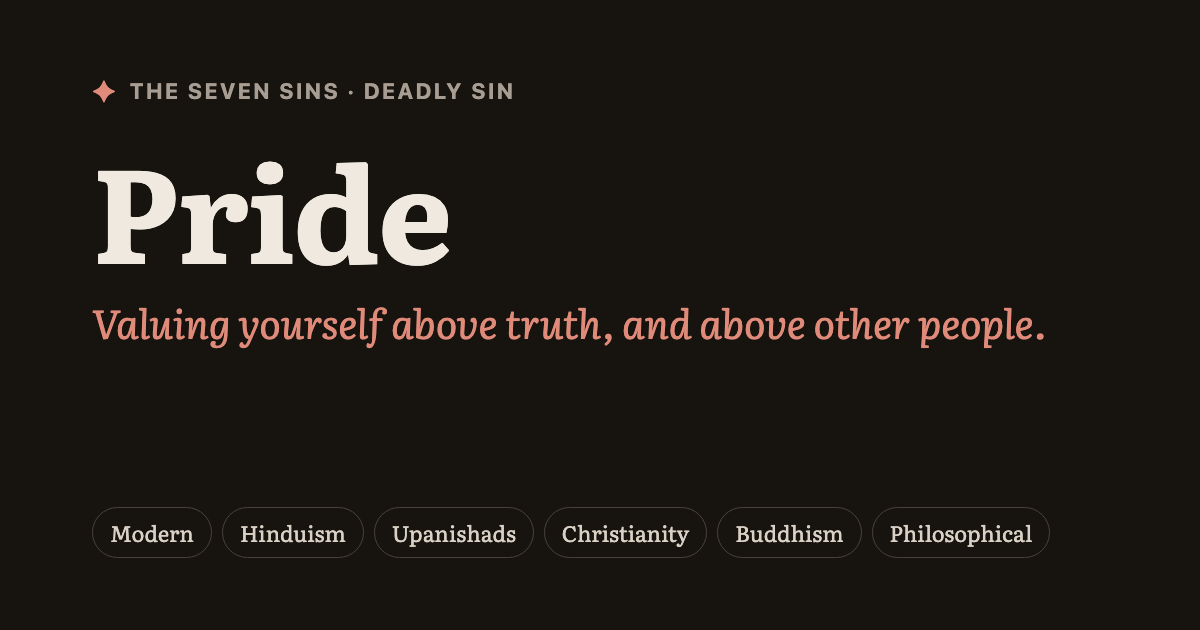 THE SEVEN SINS · DEADLY SIN
Pride
Valuing yourself above truth, and above other people.
Modern Hinduism Upanishads Christianity Buddhism Philosophical